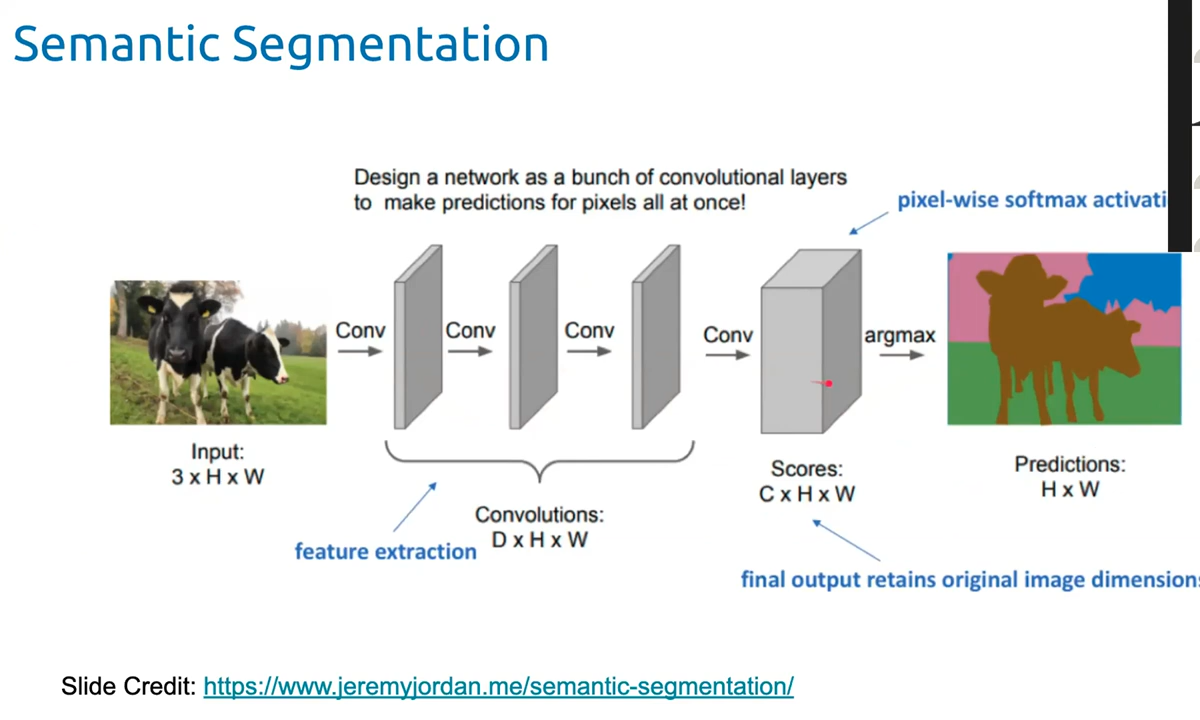 Semantic Segmentation
Design a network as a bunch of convolutional layers
to make predictions for pixels all at once!
pixel-wise softmax activati
Conv
Conv
Conv
Conv
argmax
Input:
3 x H x W
Convolutions:
D x H x W
feature extraction
Scores:
C x H x W
Predictions:
H x W
final output retains original image dimensions
Slide Credit: https://www.jeremyjordan.me/semantic-segmentation/